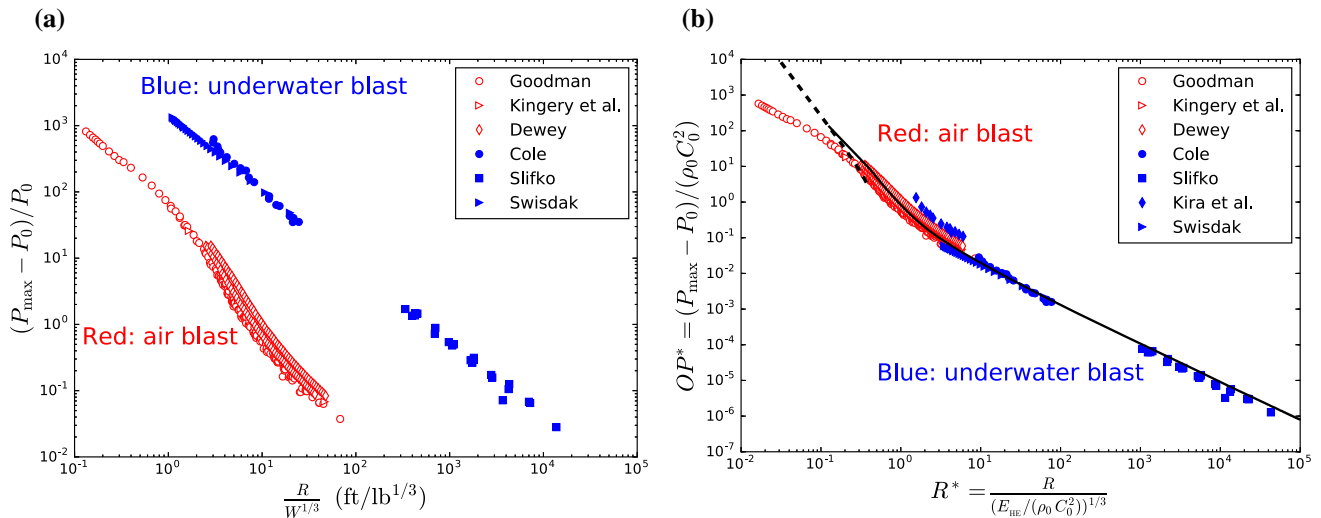 (a)
(P_max − P_0)/P_0
10^4
10^3
10^2
10^1
10^0
10^-1
10^-2
Blue: underwater blast
Red: air blast
Goodman
Kingery et al.
Dewey
Cole
Slifko
Swisdak
10^-1 10^0 10^1 10^2 10^3 10^4 10^5
R/W^1/3 (ft/lb^1/3)
(b)
OP* = (P_max − P_0)/(ρ_0 C_0^2)
10^4
10^3
10^2
10^1
10^0
10^-1
10^-2
10^-3
10^-4
10^-5
10^-6
10^-7
Red: air blast
Blue: underwater blast
Goodman
Kingery et al.
Dewey
Cole
Slifko
Kira et al.
Swisdak
10^-2 10^-1 10^0 10^1 10^2 10^3 10^4 10^5
R* = R/(E_HE/(ρ_0 C_0^2))^1/3